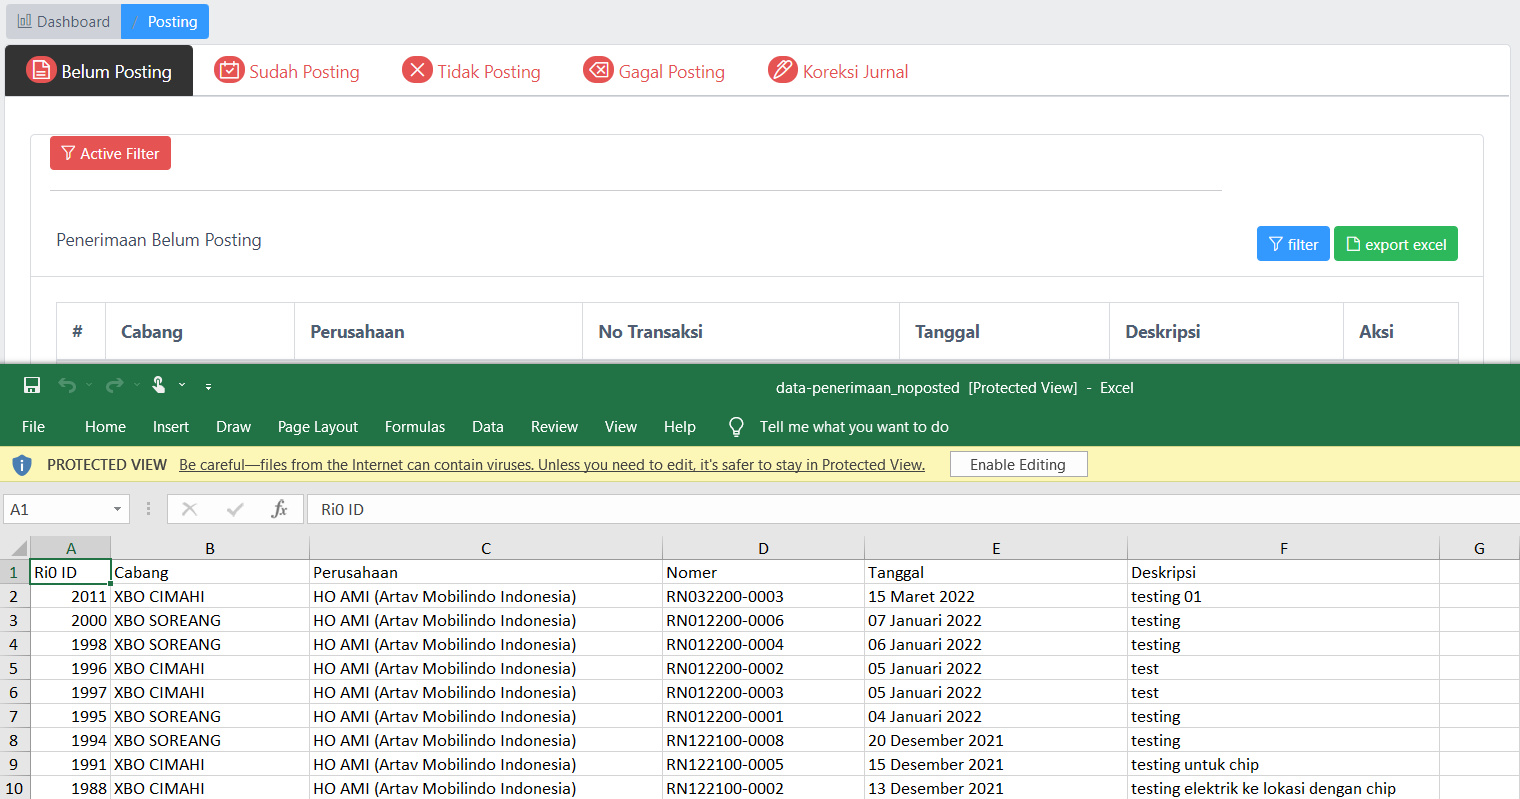 Dashboard / Posting
Belum Posting Sudah Posting Tidak Posting Gagal Posting Koreksi Jurnal
Active Filter
Penerimaan Belum Posting filter export excel
# Cabang Perusahaan No Transaksi Tanggal Deskripsi Aksi
data-penerimaan_noposted [Protected View] - Excel
File Home Insert Draw Page Layout Formulas Data Review View Help Tell me what you want to do
PROTECTED VIEW Be careful—files from the Internet can contain viruses. Unless you need to edit, it's safer to stay in Protected View. Enable Editing
A1 fx Ri0 ID
A B C D E F G
1 Ri0 ID Cabang Perusahaan Nomer Tanggal Deskripsi
2 2011 XBO CIMAHI HO AMI (Artav Mobilindo Indonesia) RN032200-0003 15 Maret 2022 testing 01
3 2000 XBO SOREANG HO AMI (Artav Mobilindo Indonesia) RN012200-0006 07 Januari 2022 testing
4 1998 XBO SOREANG HO AMI (Artav Mobilindo Indonesia) RN012200-0004 06 Januari 2022 testing
5 1996 XBO CIMAHI HO AMI (Artav Mobilindo Indonesia) RN012200-0002 05 Januari 2022 test
6 1997 XBO CIMAHI HO AMI (Artav Mobilindo Indonesia) RN012200-0003 05 Januari 2022 test
7 1995 XBO SOREANG HO AMI (Artav Mobilindo Indonesia) RN012200-0001 04 Januari 2022 testing
8 1994 XBO SOREANG HO AMI (Artav Mobilindo Indonesia) RN122100-0008 20 Desember 2021 testing
9 1991 XBO CIMAHI HO AMI (Artav Mobilindo Indonesia) RN122100-0005 15 Desember 2021 testing untuk chip
10 1988 XBO CIMAHI HO AMI (Artav Mobilindo Indonesia) RN122100-0002 13 Desember 2021 testing elektrik ke lokasi dengan chip